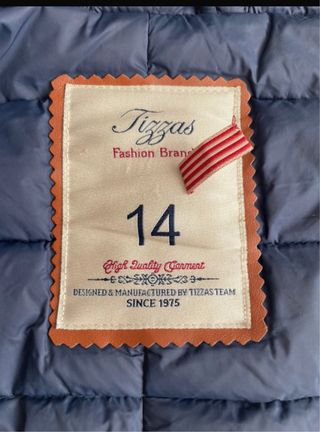 Tizzas
Fashion Brand
14
High Quality Garment
DESIGNED & MANUFACTURED BY TIZZAS TEAM
SINCE 1975